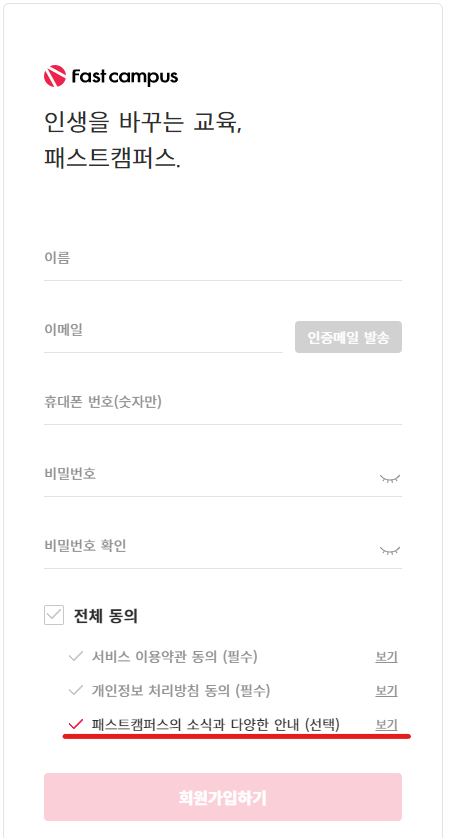 Fast campus
인생을 바꾸는 교육,
패스트캠퍼스.
이름
이메일
인증메일 발송
휴대폰 번호(숫자만)
비밀번호
비밀번호 확인
전체 동의
서비스 이용약관 동의 (필수) 보기
개인정보 처리방침 동의 (필수) 보기
패스트캠퍼스의 소식과 다양한 안내 (선택) 보기
회원가입하기